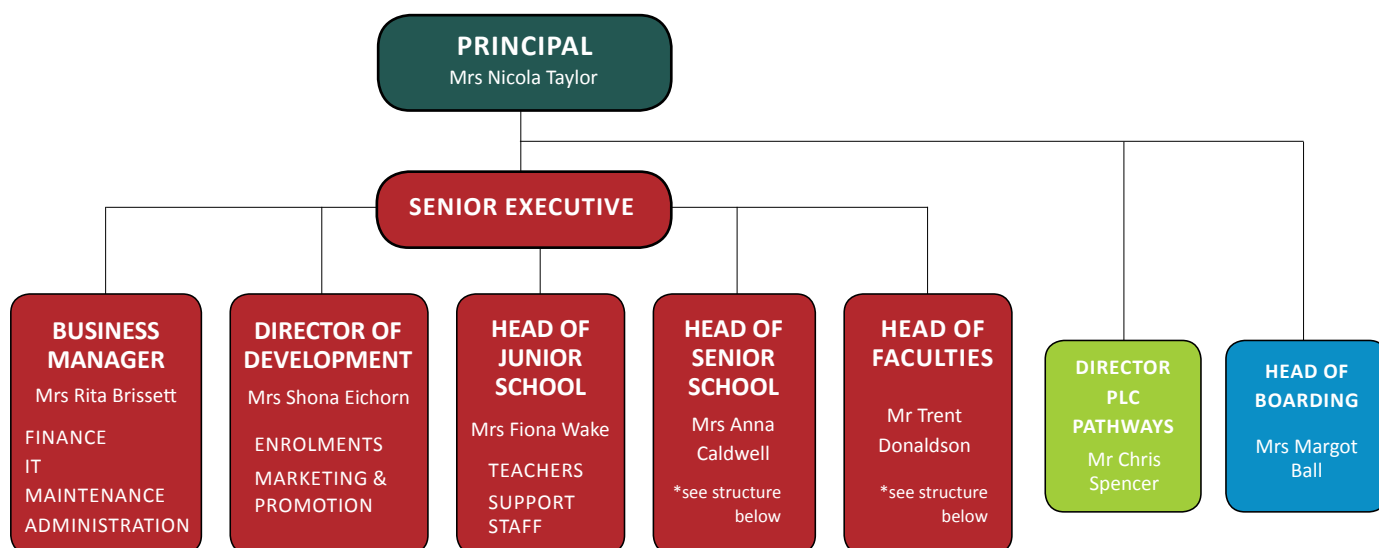 PRINCIPAL
Mrs Nicola Taylor
SENIOR EXECUTIVE
BUSINESS
MANAGER
Mrs Rita Brissett
FINANCE
IT
MAINTENANCE
ADMINISTRATION
DIRECTOR OF
DEVELOPMENT
Mrs Shona Eichorn
ENROLMENTS
MARKETING &
PROMOTION
HEAD OF
JUNIOR
SCHOOL
Mrs Fiona Wake
TEACHERS
SUPPORT
STAFF
HEAD OF
SENIOR
SCHOOL
Mrs Anna
Caldwell
*see structure
below
HEAD OF
FACULTIES
Mr Trent
Donaldson
*see structure
below
DIRECTOR
PLC
PATHWAYS
Mr Chris
Spencer
HEAD OF
BOARDING
Mrs Margot
Ball